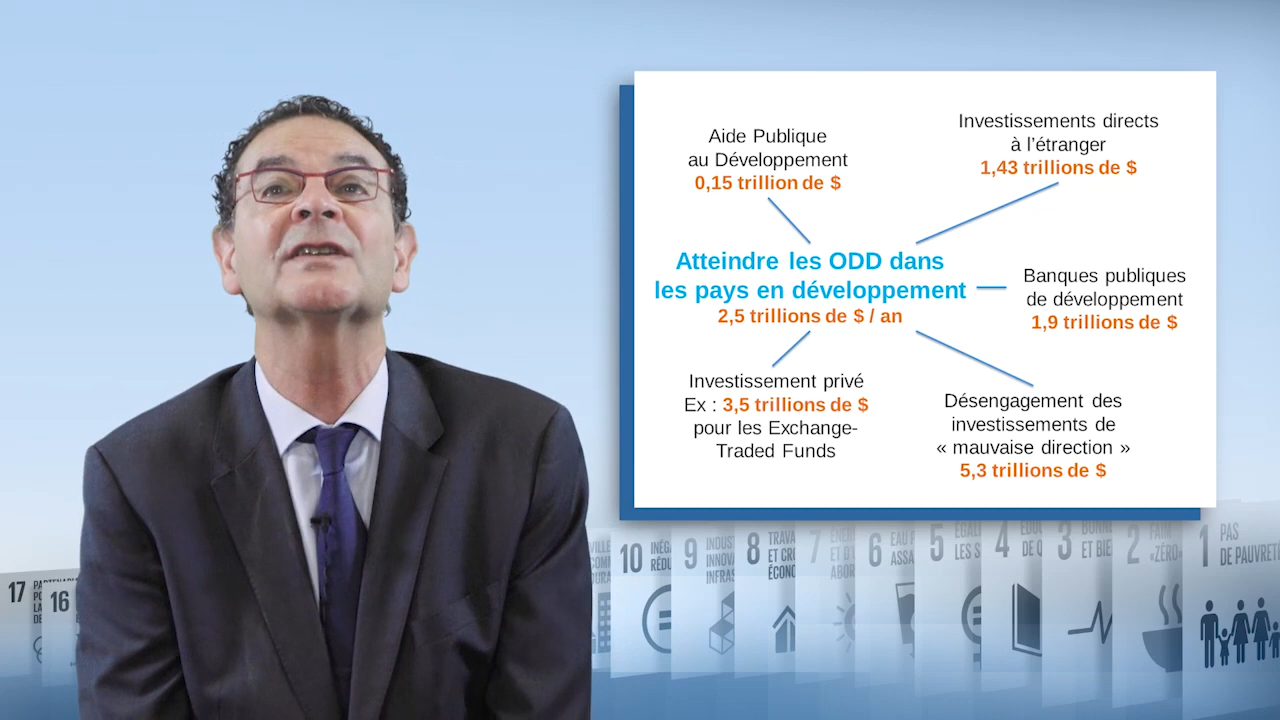 Aide Publique
au Développement
0,15 trillion de $
Investissements directs
à l'étranger
1,43 trillions de $
Atteindre les ODD dans
les pays en développement
2,5 trillions de $ / an
Banques publiques
de développement
1,9 trillions de $
Investissement privé
Ex : 3,5 trillions de $
pour les Exchange-
Traded Funds
Désengagement des
investissements de
« mauvaise direction »
5,3 trillions de $
17
16
10
9
8
7
6
5
4
3
2
1
PAS
DE PAUVRETÉ